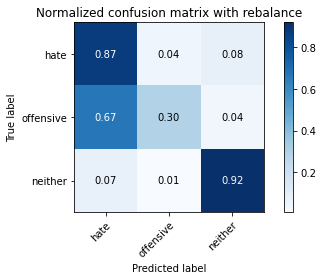 Normalized confusion matrix with rebalance
True label
hate
0.87 0.04 0.08
offensive
0.67 0.30 0.04
neither
0.07 0.01 0.92
hate
offensive
neither
Predicted label
0.8
0.6
0.4
0.2